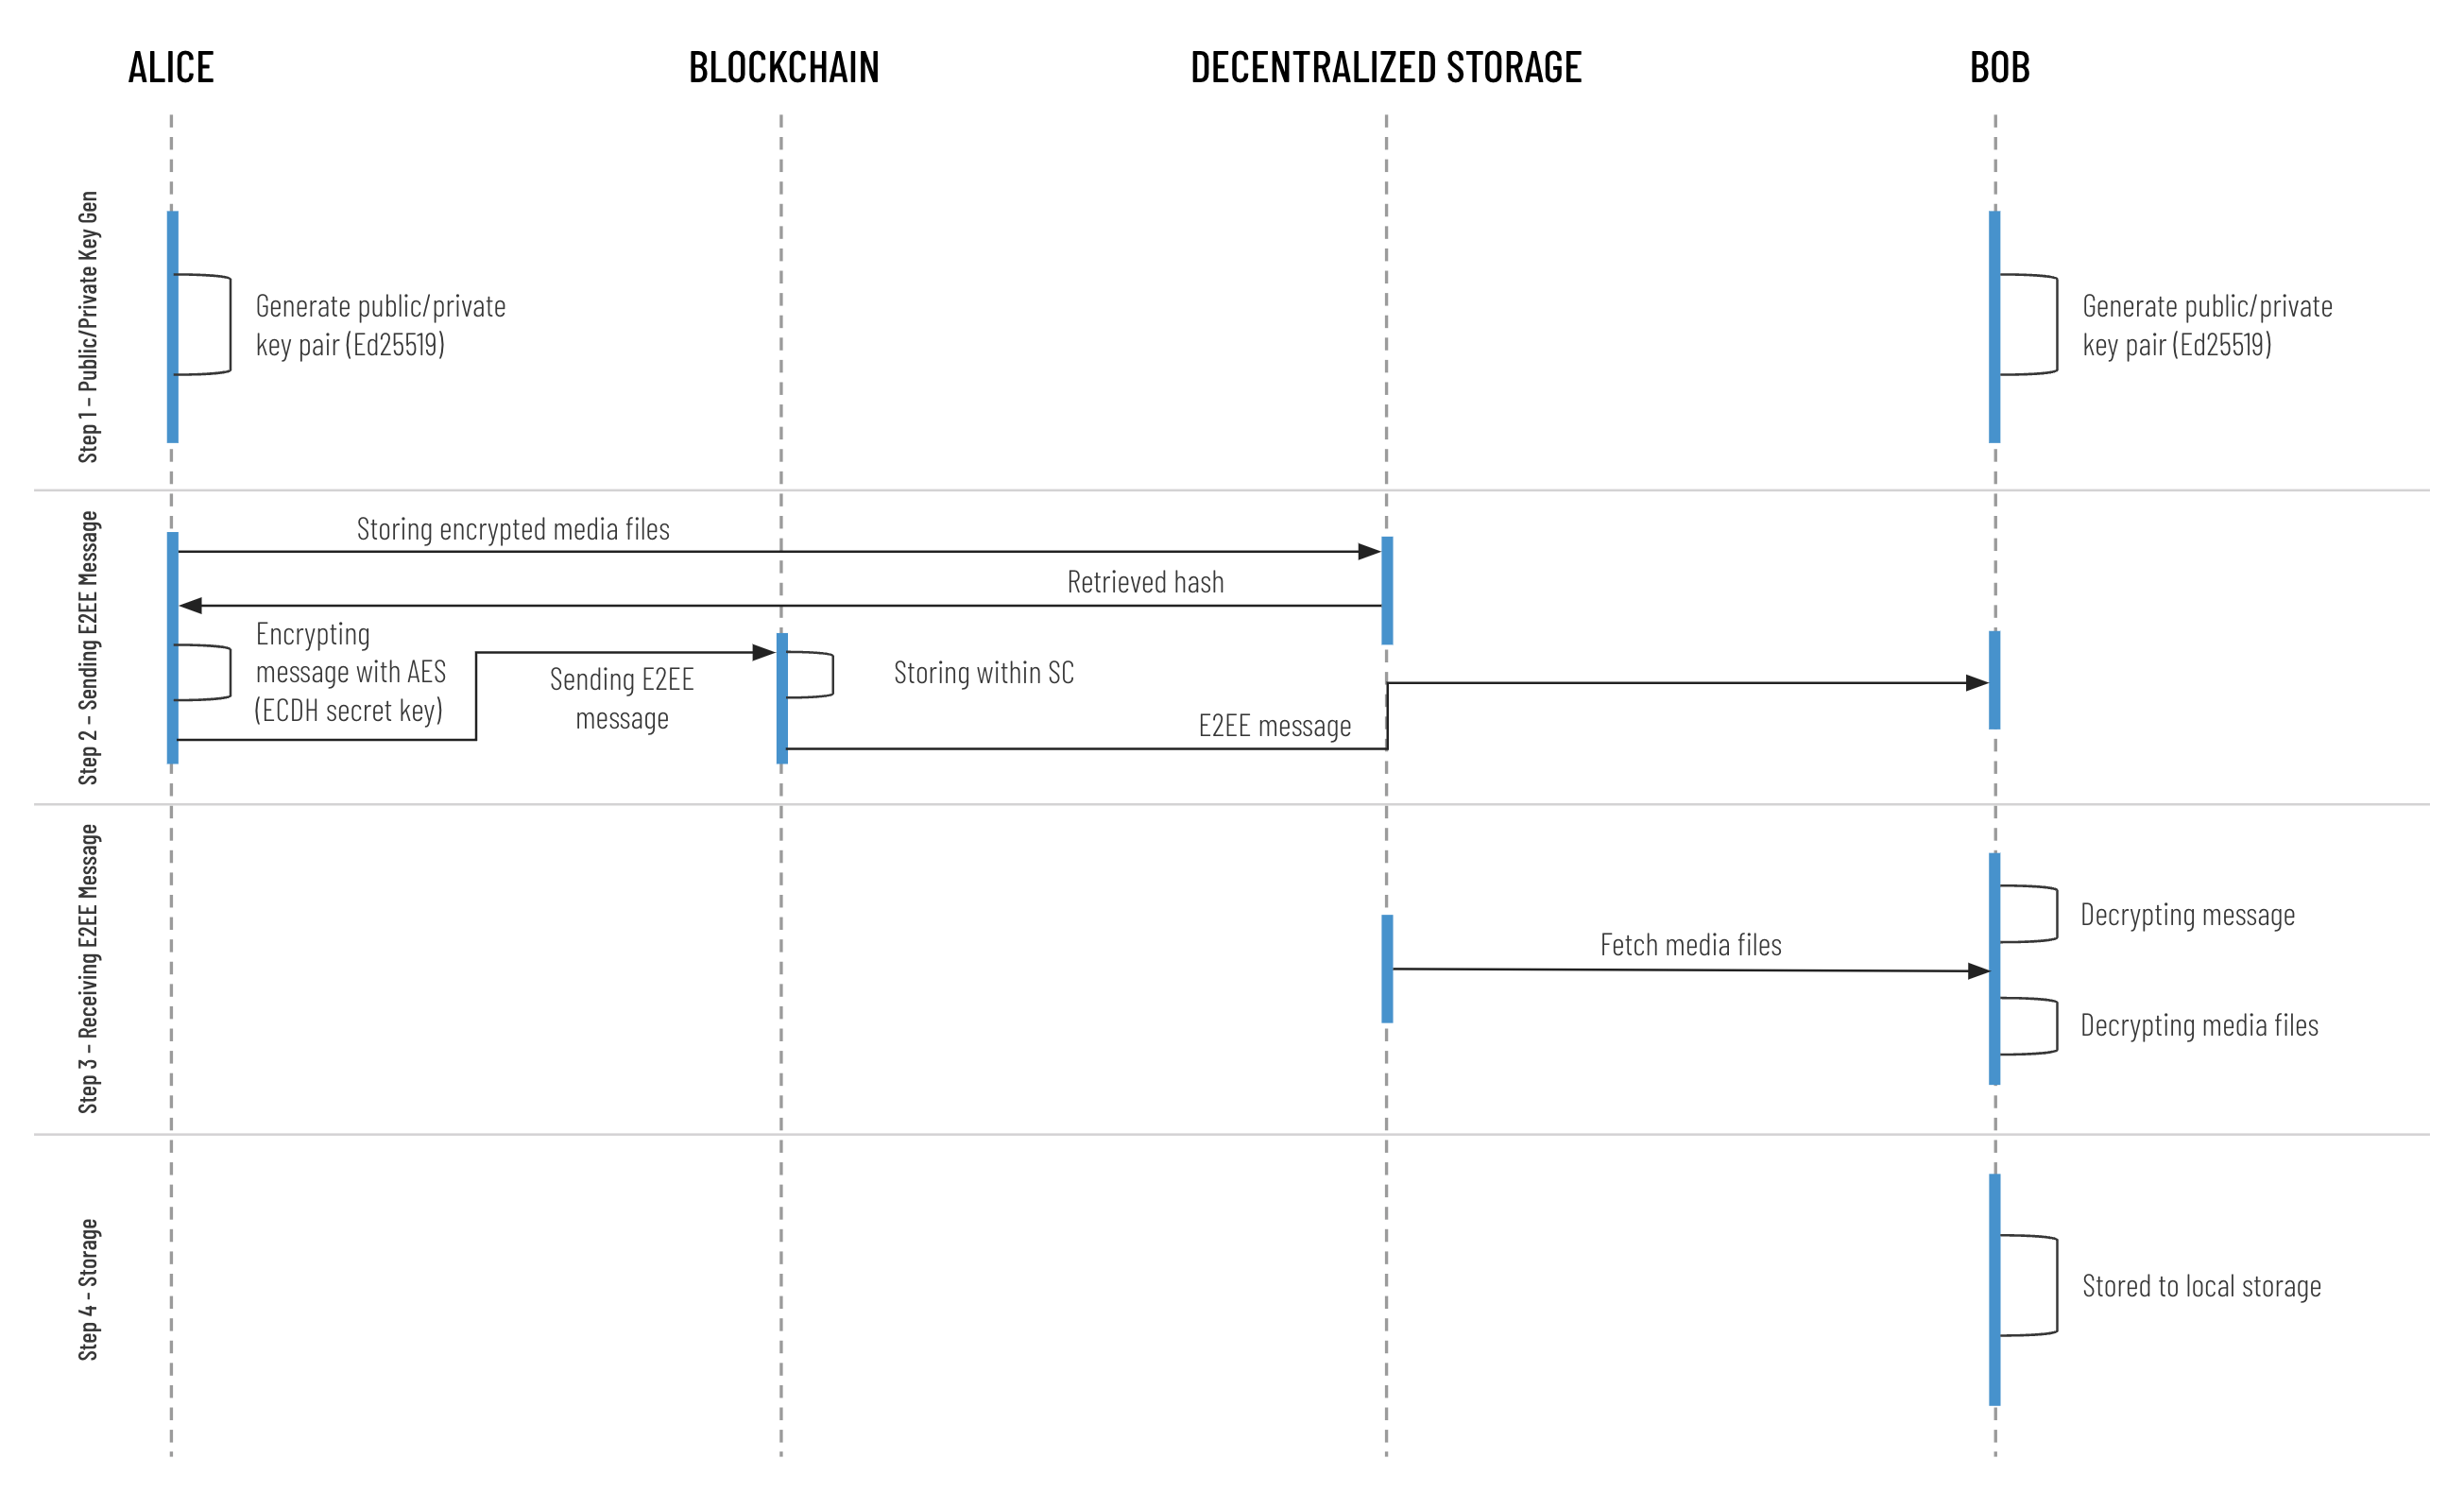 ALICE
BLOCKCHAIN
DECENTRALIZED STORAGE
BOB
Step 1 - Public/Private Key Gen
Generate public/private
key pair (Ed25519)
Generate public/private
key pair (Ed25519)
Step 2 - Sending E2EE Message
Storing encrypted media files
Retrieved hash
Encrypting
message with AES
(ECDH secret key)
Sending E2EE
message
Storing within SC
E2EE message
Step 3 - Receiving E2EE Message
Decrypting message
Fetch media files
Decrypting media files
Step 4 - Storage
Stored to local storage